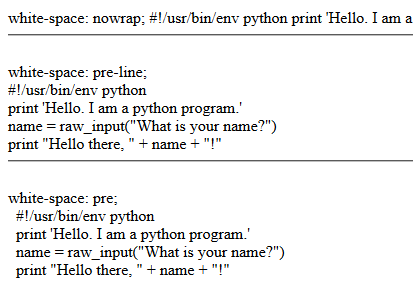 white-space: nowrap; #!/usr/bin/env python print 'Hello. I am a
white-space: pre-line;
#!/usr/bin/env python
print 'Hello. I am a python program.'
name = raw_input("What is your name?")
print "Hello there, " + name + "!"
white-space: pre;
#!/usr/bin/env python
print 'Hello. I am a python program.'
name = raw_input("What is your name?")
print "Hello there, " + name + "!"